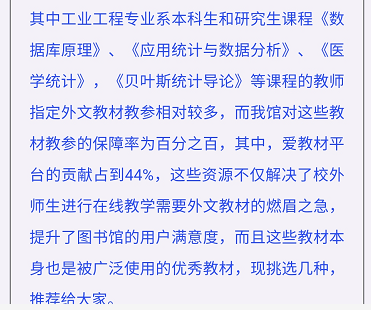 其中工业工程专业系本科生和研究生课程《数
据库原理》、《应用统计与数据分析》、《医
学统计》，《贝叶斯统计导论》等课程的教师
指定外文教材教参相对较多，而我馆对这些教
材教参的保障率为百分之百，其中，爱教材平
台的贡献占到44%，这些资源不仅解决了校外
师生进行在线教学需要外文教材的燃眉之急，
提升了图书馆的用户满意度，而且这些教材本
身也是被广泛使用的优秀教材，现挑选几种，
推荐给大家。